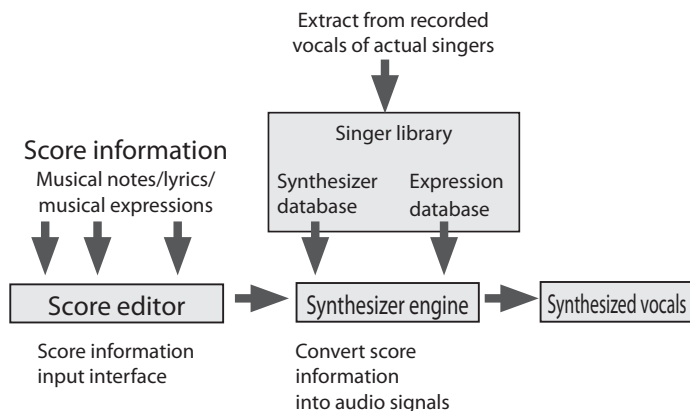 Extract from recorded
vocals of actual singers
Singer library
Synthesizer
database
Expression
database
Score information
Musical notes/lyrics/
musical expressions
Score editor
Synthesizer engine
Synthesized vocals
Score information
input interface
Convert score
information
into audio signals